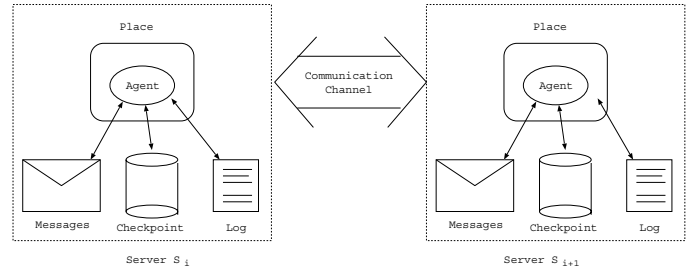 Place
Agent
Messages
Checkpoint
Log
Server S i
Communication
Channel
Place
Agent
Messages
Checkpoint
Log
Server S i+1